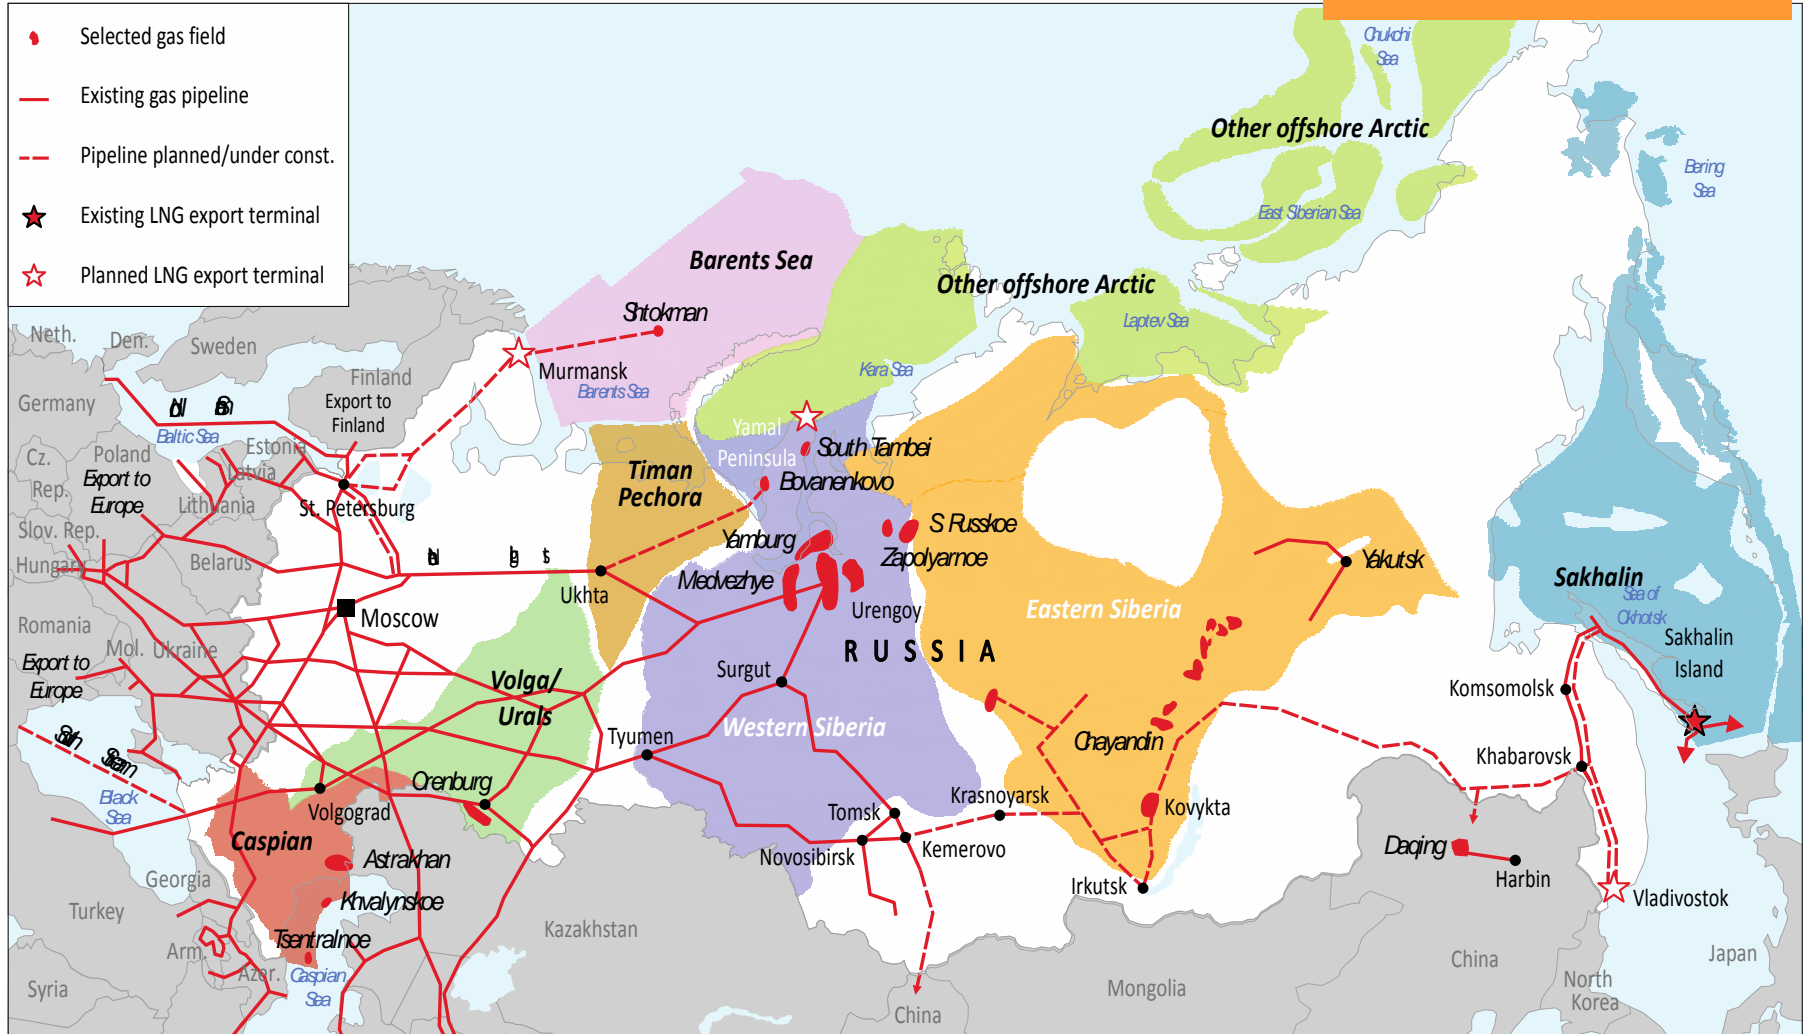 Selected gas field
Existing gas pipeline
Pipeline planned/under const.
Existing LNG export terminal
Planned LNG export terminal
Chukchi
Sea
Other offshore Arctic
Bering
Sea
East Siberian Sea
Barents Sea
Other offshore Arctic
Shtokman
Laptev Sea
Neth.
Den.
Sweden
Murmansk
Barents Sea
Kara Sea
Finland
Export to
Finland
Germany
Baltic Sea
Yamal
Peninsula
South Tambei
Bovanenkovo
Estonia
Latvia
Lithuania
Cz.
Rep.
Poland
Export to
Europe
Timan
Pechora
St. Petersburg
Slov. Rep.
Hungary
Belarus
Yamburg
S Russkoe
Zapolyarnoe
Medvezhye
Urengoy
Yakutsk
Ukhta
Eastern Siberia
Sakhalin
Sea of
Okhotsk
Moscow
Romania
Mol.
Ukraine
Export to
Europe
RUSSIA
Sakhalin
Island
Surgut
Volga/
Urals
Western Siberia
Komsomolsk
Tyumen
Chayandin
Khabarovsk
South Stream
Black
Sea
Orenburg
Volgograd
Tomsk
Krasnoyarsk
Kovykta
Caspian
Astrakhan
Novosibirsk
Kemerovo
Daqing
Harbin
Irkutsk
Georgia
Khvalynskoe
Vladivostok
Turkey
Tsentralnoe
Kazakhstan
Arm.
Azer.
Caspian
Sea
Syria
China
Mongolia
China
North
Korea
Japan